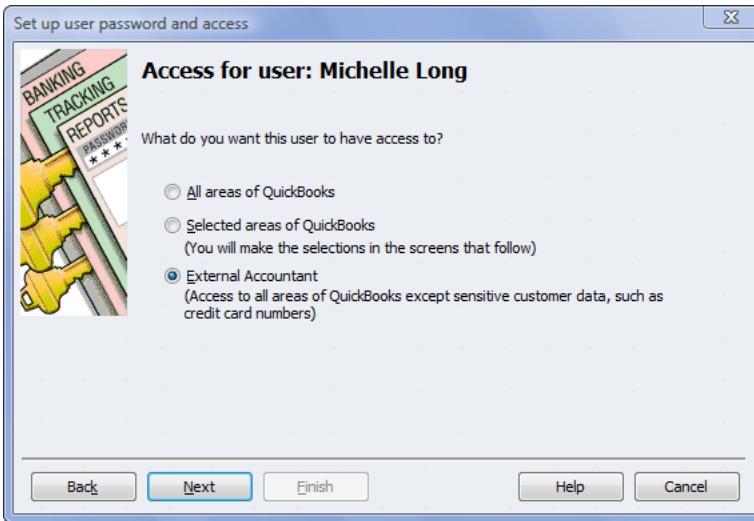 Set up user password and access
BANKING
TRACKING
REPORTS
PASSWOR
****
Access for user: Michelle Long
What do you want this user to have access to?
All areas of QuickBooks
Selected areas of QuickBooks
(You will make the selections in the screens that follow)
External Accountant
(Access to all areas of QuickBooks except sensitive customer data, such as
credit card numbers)
Back
Next
Finish
Help
Cancel